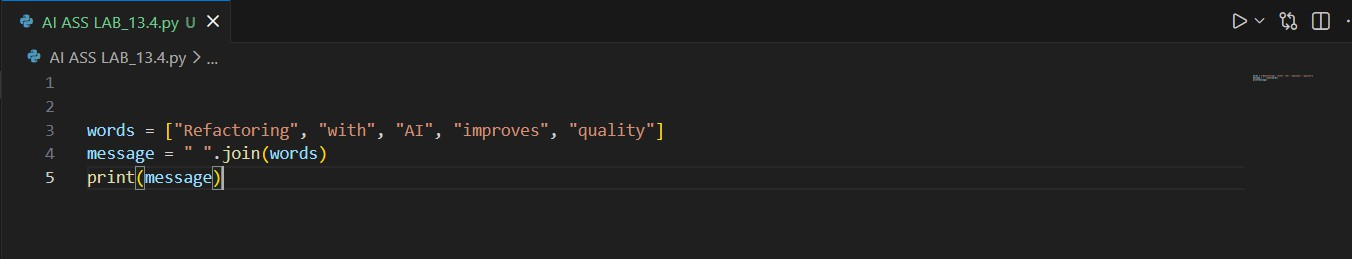 AI ASS LAB_13.4.py U
AI ASS LAB_13.4.py > ...
1
2
3 words = ["Refactoring", "with", "AI", "improves", "quality"]
4 message = " ".join(words)
5 print(message)